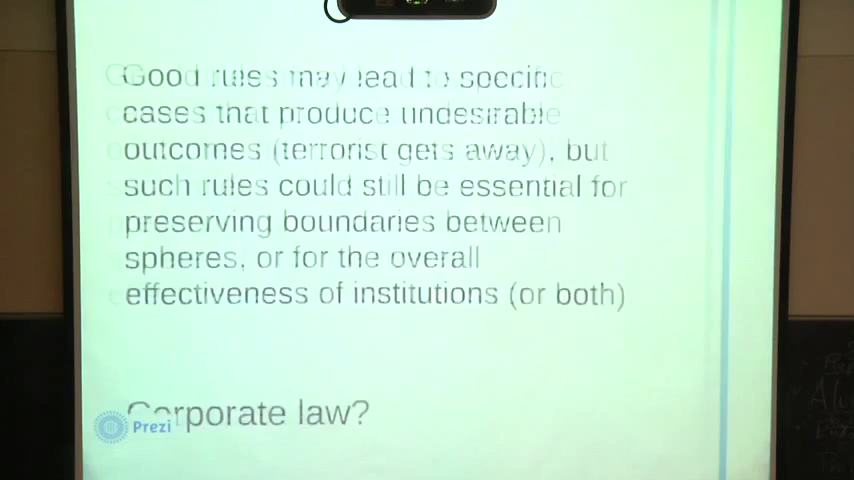 Good rules may lead to specific
cases that produce undesirable
outcomes (terrorist gets away), but
such rules could still be essential for
preserving boundaries between
spheres, or for the overall
effectiveness of institutions (or both)
Corporate law?
Prezi